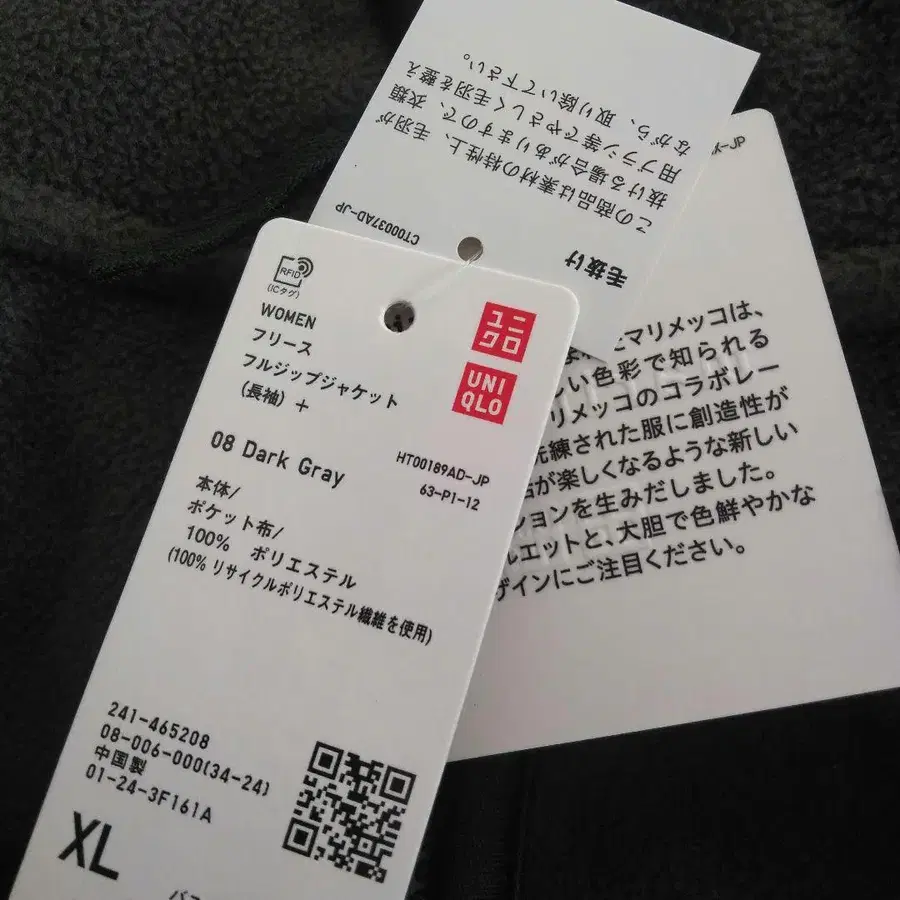 RFID
(ICタグ)
WOMEN
フリース
フルジップジャケット
(長袖) +
08 Dark Gray
ユニ
クロ
UNI
QLO
HT00189AD-JP
63-P1-12
本体/
ポケット布/
100% ポリエステル
(100% リサイクルポリエステル繊維を使用)
241-465208
08-006-000(34-24)
中国製
01-24-3F161A
XL
毛抜け
この商品は素材の特性上、毛羽が
抜ける場合がありますので、衣類
用ブラシ等でやさしく毛羽を整え
ながら、取り除いて下さい。
CT00037AD-JP
-JP
マリメッコは、
しい色彩で知られる
リメッコのコラボレー
洗練された服に創造性が
が楽しくなるような新しい
ションを生みだしました。
ルエットと、大胆で色鮮やかな
ザインにご注目ください。